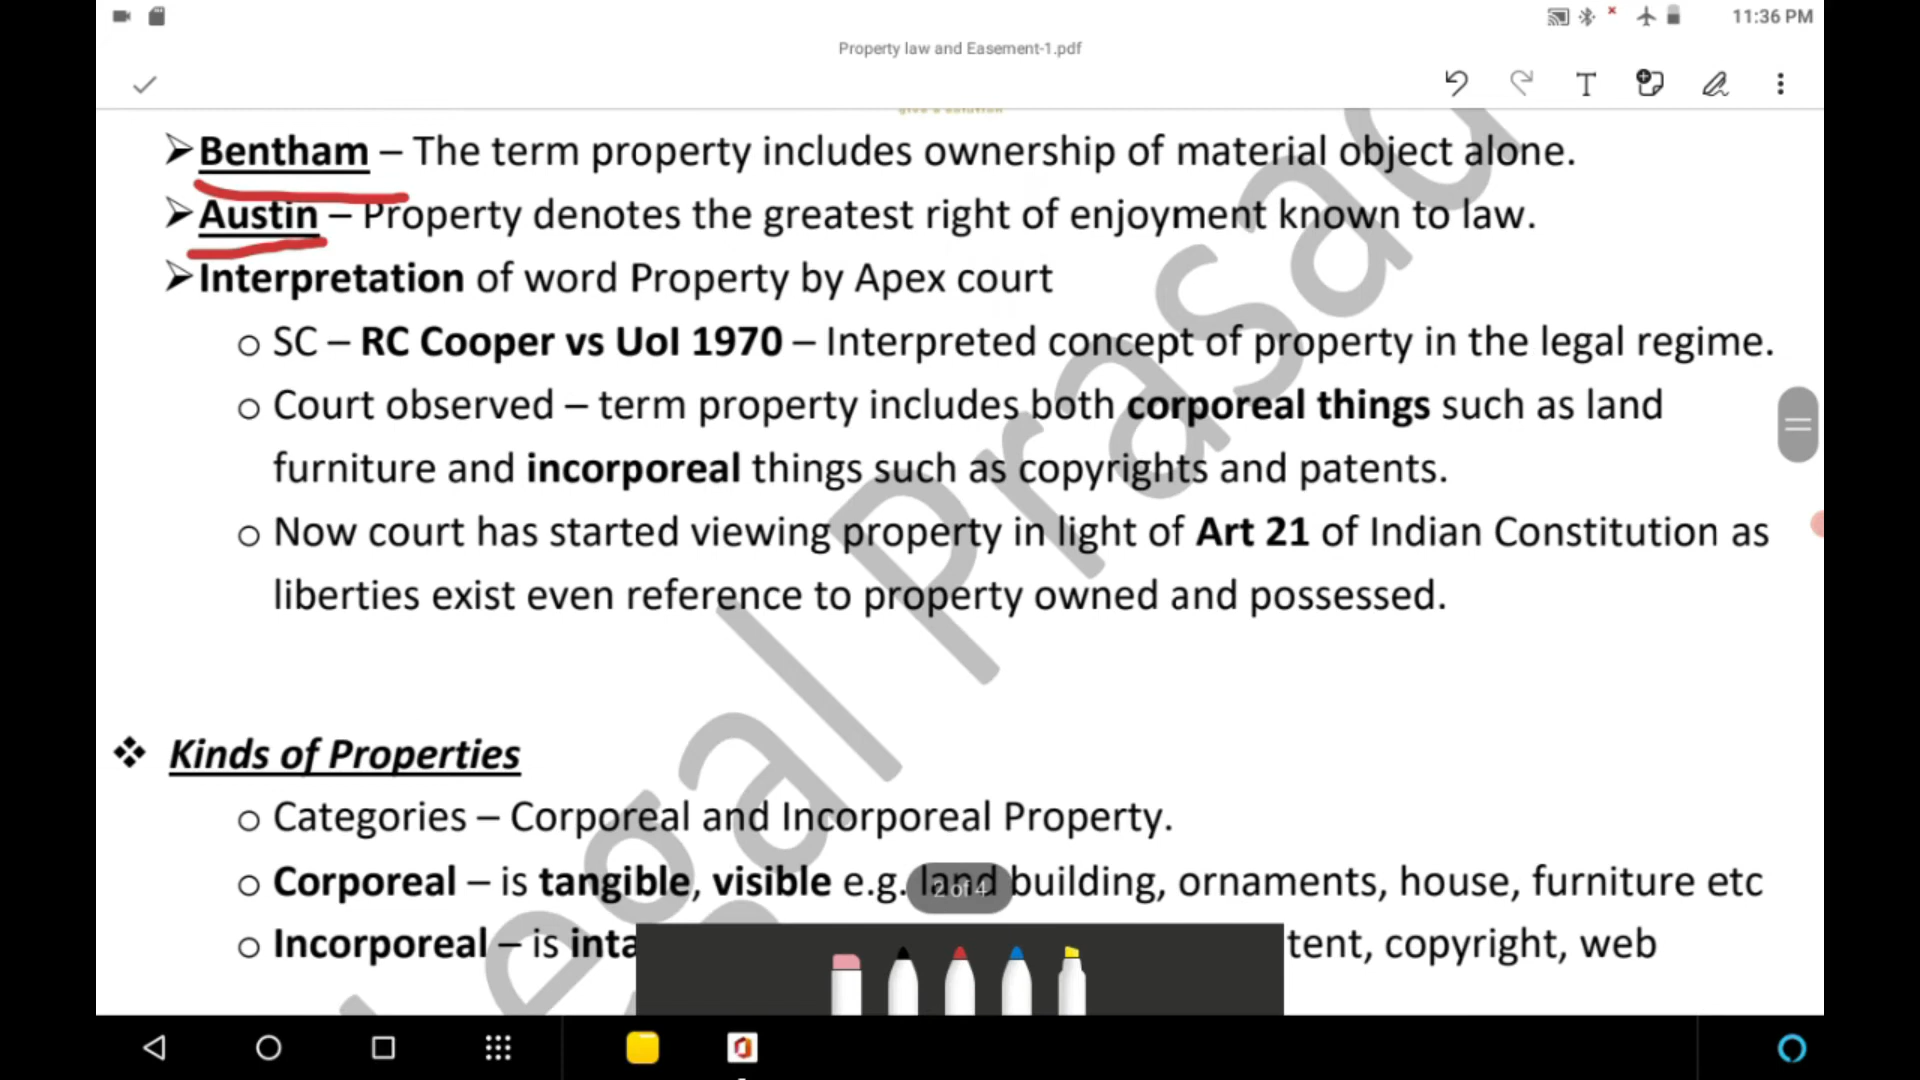 11:36 PM
Property law and Easement-1.pdf
➢Bentham – The term property includes ownership of material object alone.
➢Austin – Property denotes the greatest right of enjoyment known to law.
➢Interpretation of word Property by Apex court
o SC – RC Cooper vs UoI 1970 – Interpreted concept of property in the legal regime.
o Court observed – term property includes both corporeal things such as land
furniture and incorporeal things such as copyrights and patents.
o Now court has started viewing property in light of Art 21 of Indian Constitution as
liberties exist even reference to property owned and possessed.
❖ Kinds of Properties
o Categories – Corporeal and Incorporeal Property.
o Corporeal – is tangible, visible e.g. land building, ornaments, house, furniture etc
2 of 4
o Incorporeal – is inta tent, copyright, web
Legal Prasad